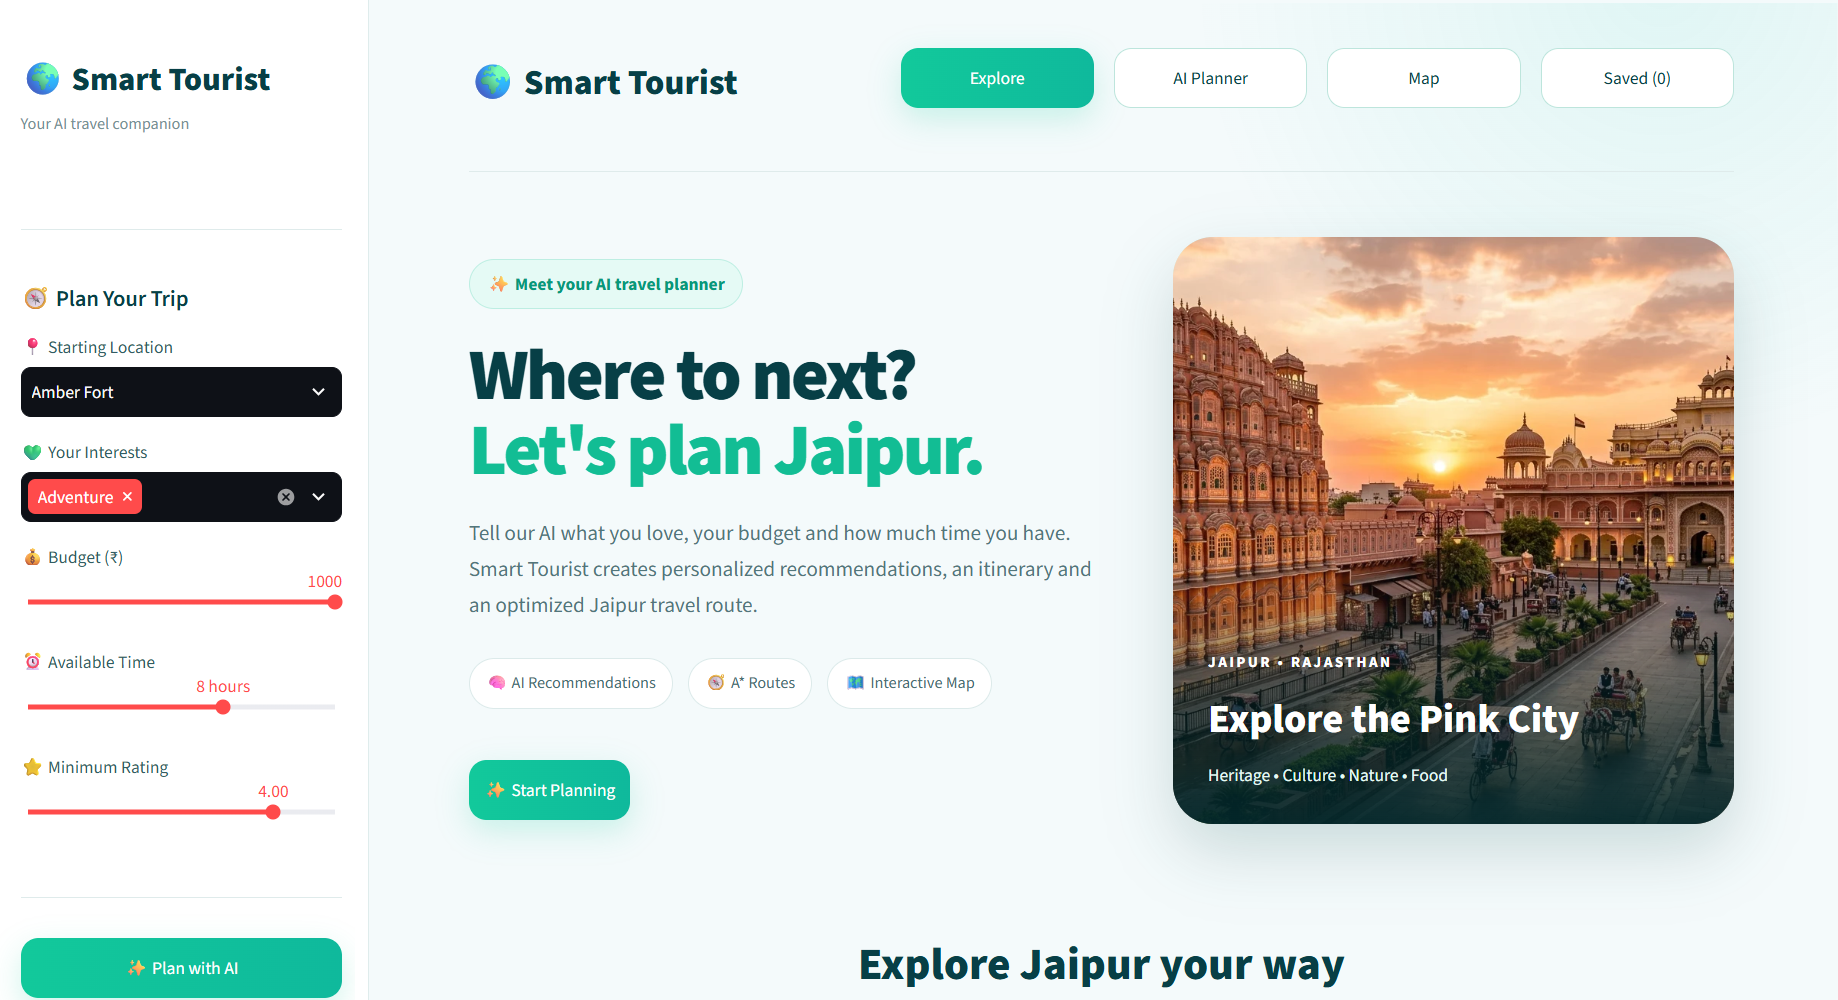 🌍 Smart Tourist
Your AI travel companion
🧭 Plan Your Trip
📍 Starting Location
Amber Fort
💚 Your Interests
Adventure ×
💰 Budget (₹)
1000
⏰ Available Time
8 hours
⭐ Minimum Rating
4.00
✨ Plan with AI
🌍 Smart Tourist
Explore
AI Planner
Map
Saved (0)
✨ Meet your AI travel planner
Where to next?
Let's plan Jaipur.
Tell our AI what you love, your budget and how much time you have.
Smart Tourist creates personalized recommendations, an itinerary and
an optimized Jaipur travel route.
🧠 AI Recommendations
🧭 A* Routes
🗺️ Interactive Map
✨ Start Planning
JAIPUR • RAJASTHAN
Explore the Pink City
Heritage • Culture • Nature • Food
Explore Jaipur your way